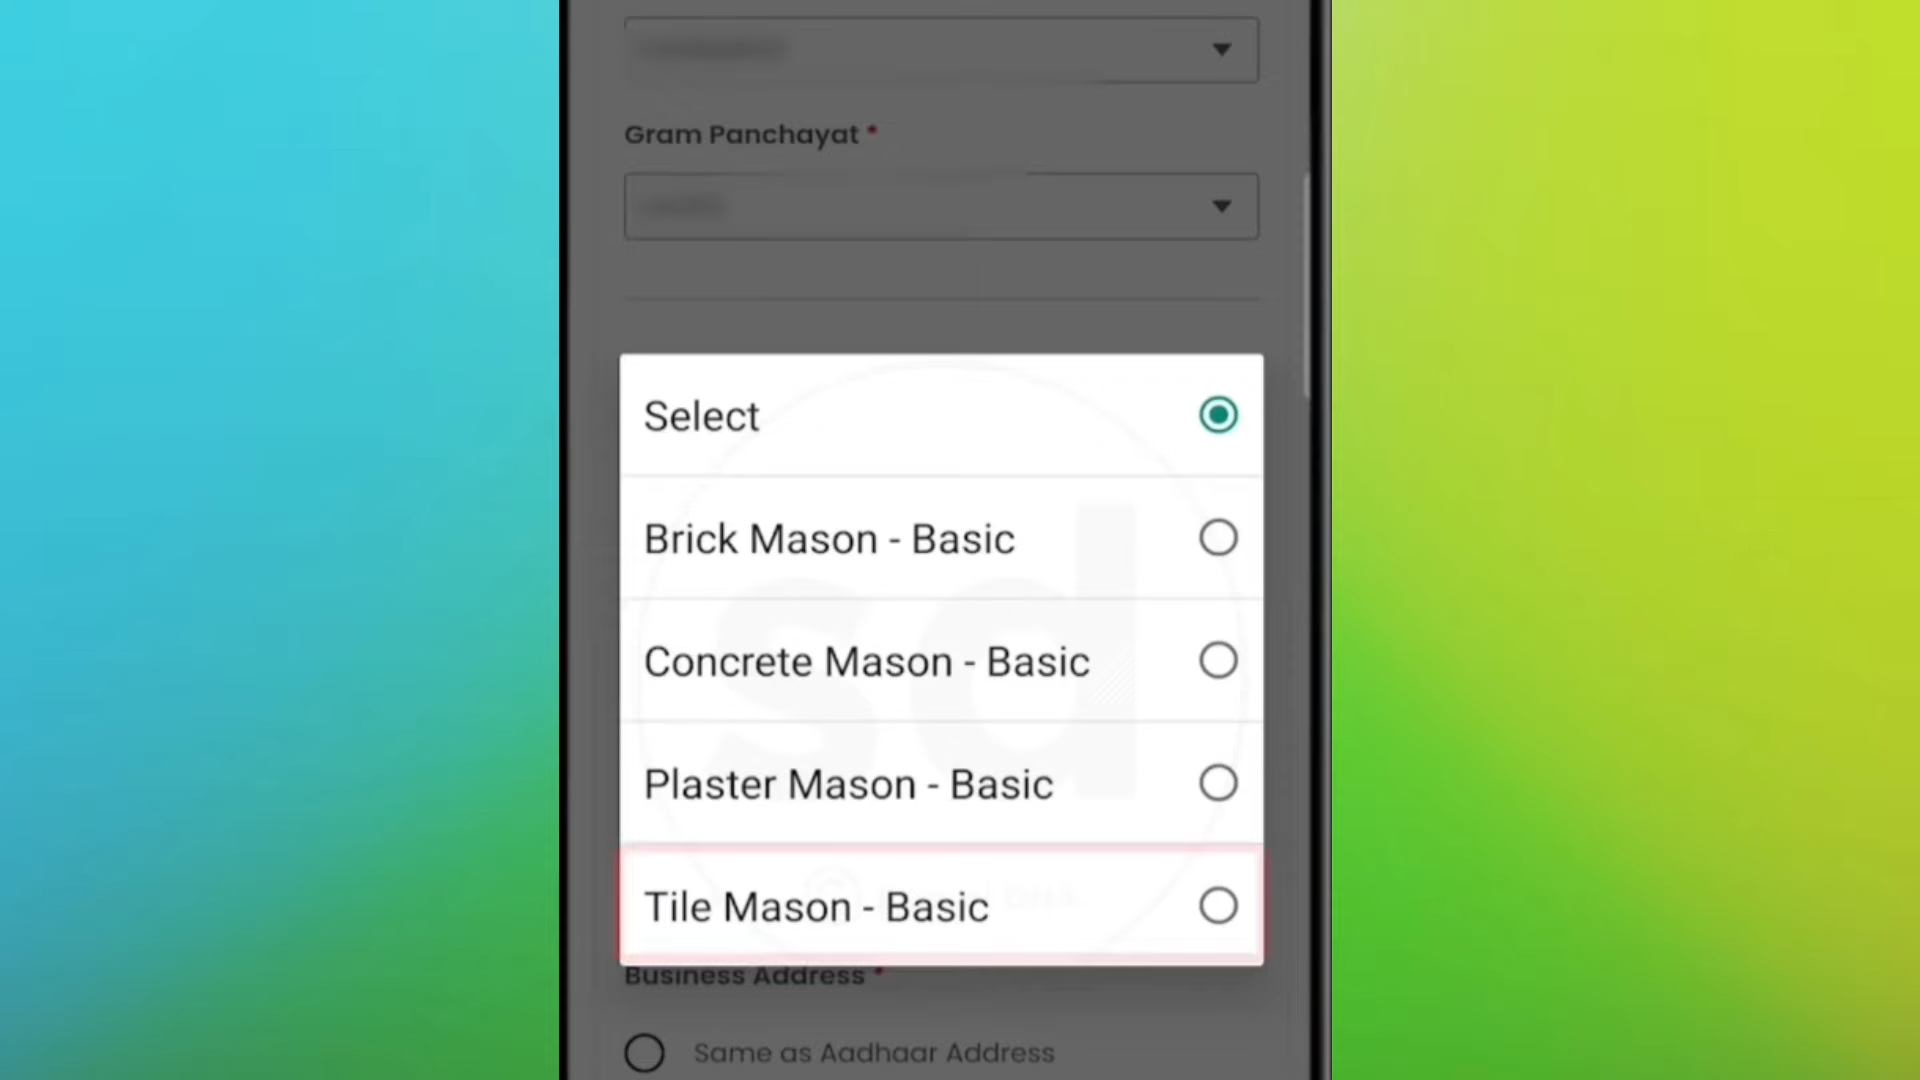 Gram Panchayat *
Select
Brick Mason - Basic
Concrete Mason - Basic
Plaster Mason - Basic
Tile Mason - Basic
Business Address *
Same as Aadhaar Address
sd